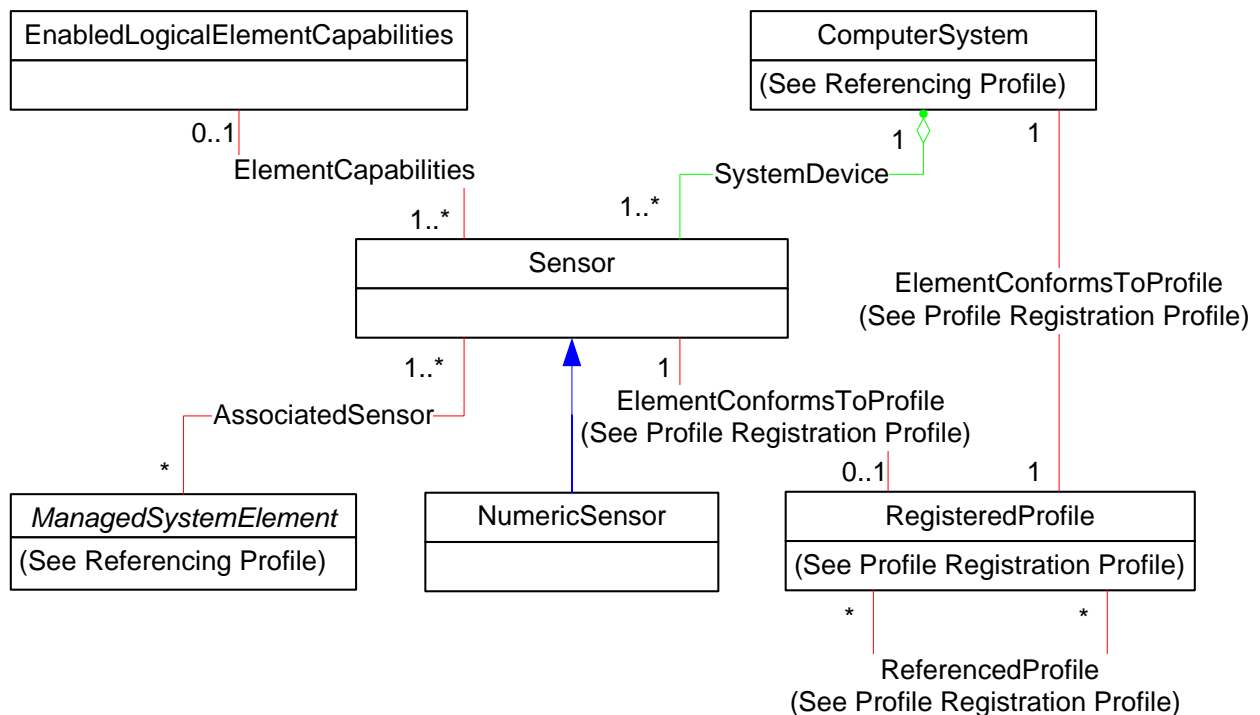 EnabledLogicalElementCapabilities
ComputerSystem
(See Referencing Profile)
0..1
1
1
ElementCapabilities
SystemDevice
1..*
1..*
Sensor
ElementConformsToProfile
(See Profile Registration Profile)
1..*
1
ElementConformsToProfile
(See Profile Registration Profile)
AssociatedSensor
*
0..1
1
ManagedSystemElement
(See Referencing Profile)
NumericSensor
RegisteredProfile
(See Profile Registration Profile)
*
*
ReferencedProfile
(See Profile Registration Profile)